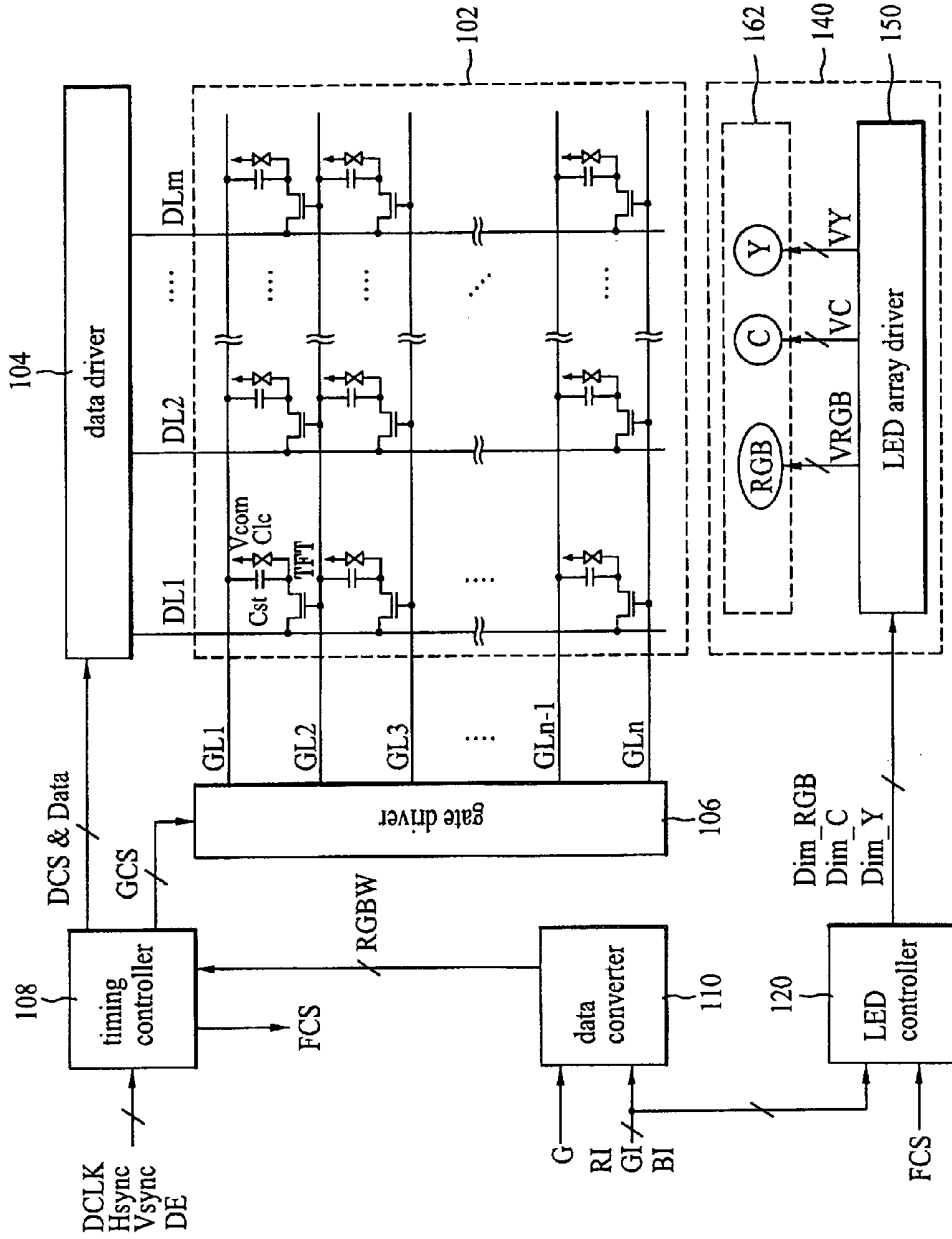 104
data driver
DCS & Data
GCS
108
timing
controller
DCLK
Hsync
Vsync
DE
FCS
RGBW
DL1
DL2
....
DLm
102
GL1
GL2
GL3
....
GLn-1
GLn
gate driver
106
Vcom
Clc
Cst
TFT
....
....
....
....
....
....
data
converter
110
G
RI
GI
BI
120
LED
controller
FCS
Dim_RGB
Dim_C
Dim_Y
162
140
150
RGB
C
Y
VRGB
VC
VY
LED array driver